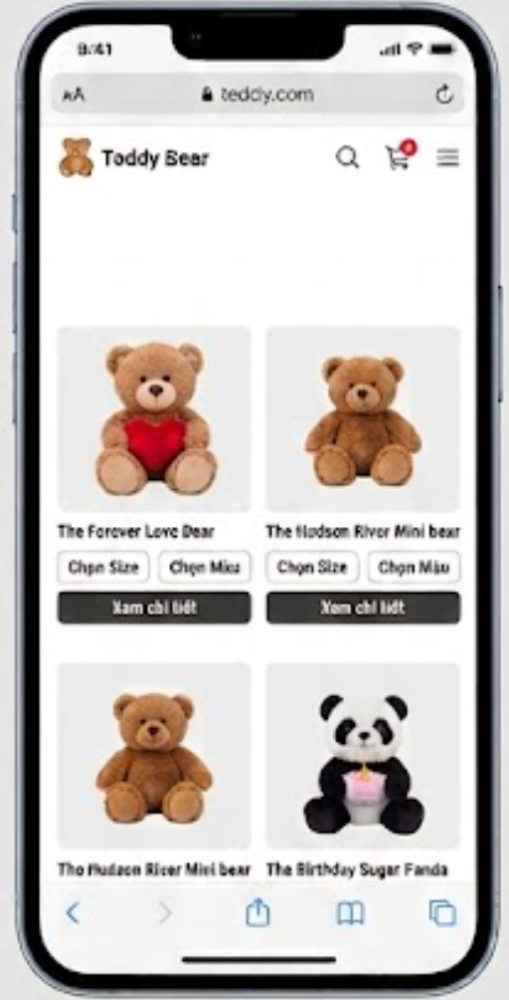 9:41
AA teddy.com
Teddy Bear
The Forever Love Bear
The Hudson River Mini bear
Chọn Size Chọn Màu
Chọn Size Chọn Màu
Xem chi tiết
Xem chi tiết
The Hudson River Mini bear
The Birthday Sugar Panda